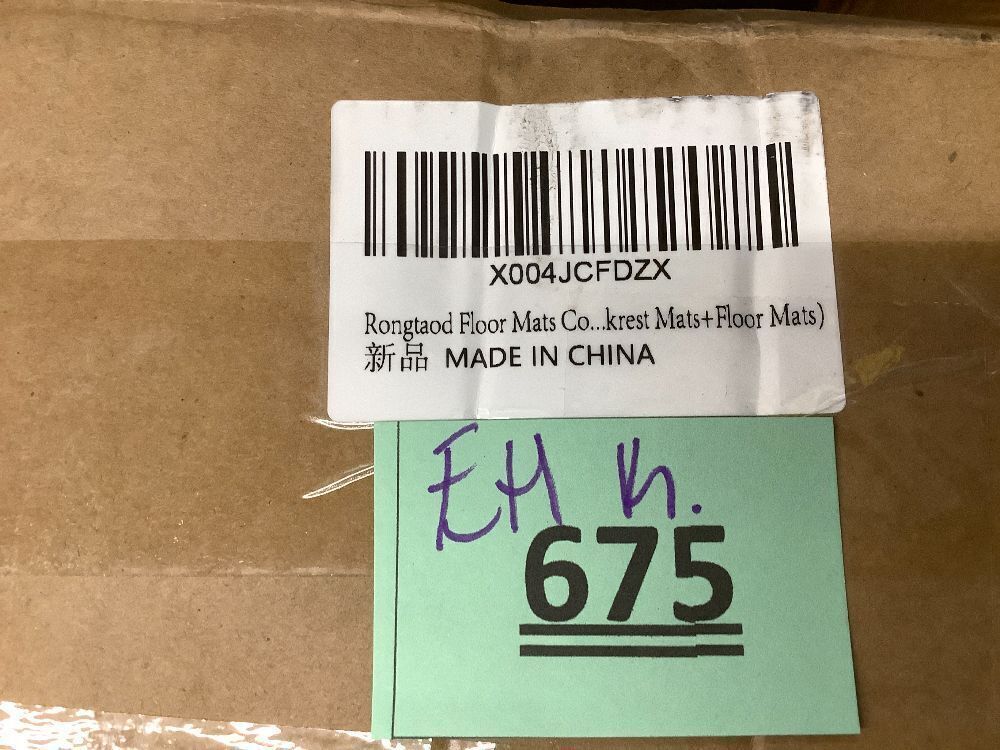 X004JCFDZX
Rongtaod Floor Mats Co...krest Mats+Floor Mats)
新品 MADE IN CHINA
EH
675